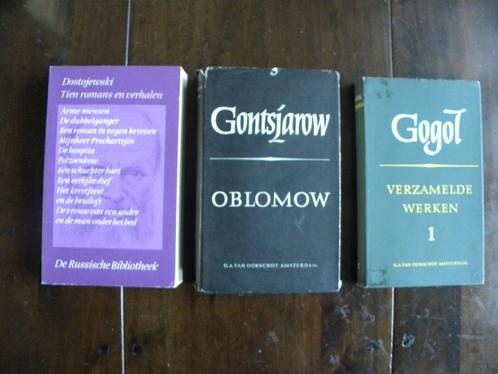 Dostojewski
Tien romans en verhalen
Arme mensen
De dubbelganger
Een roman in negen brieven
Mijnheer Prochartsjin
De hospita
Polzoenkow
Een schuchter hart
Een eerlijke dief
Het kerstfeest
en de bruiloft
De vrouw van een ander
en de man onder het bed
De Russische Bibliotheek
Gontsjarow
OBLOMOW
G.A. VAN OORSCHOT AMSTERDAM
Gogol
VERZAMELDE
WERKEN
1
G.A. VAN OORSCHOT AMSTERDAM